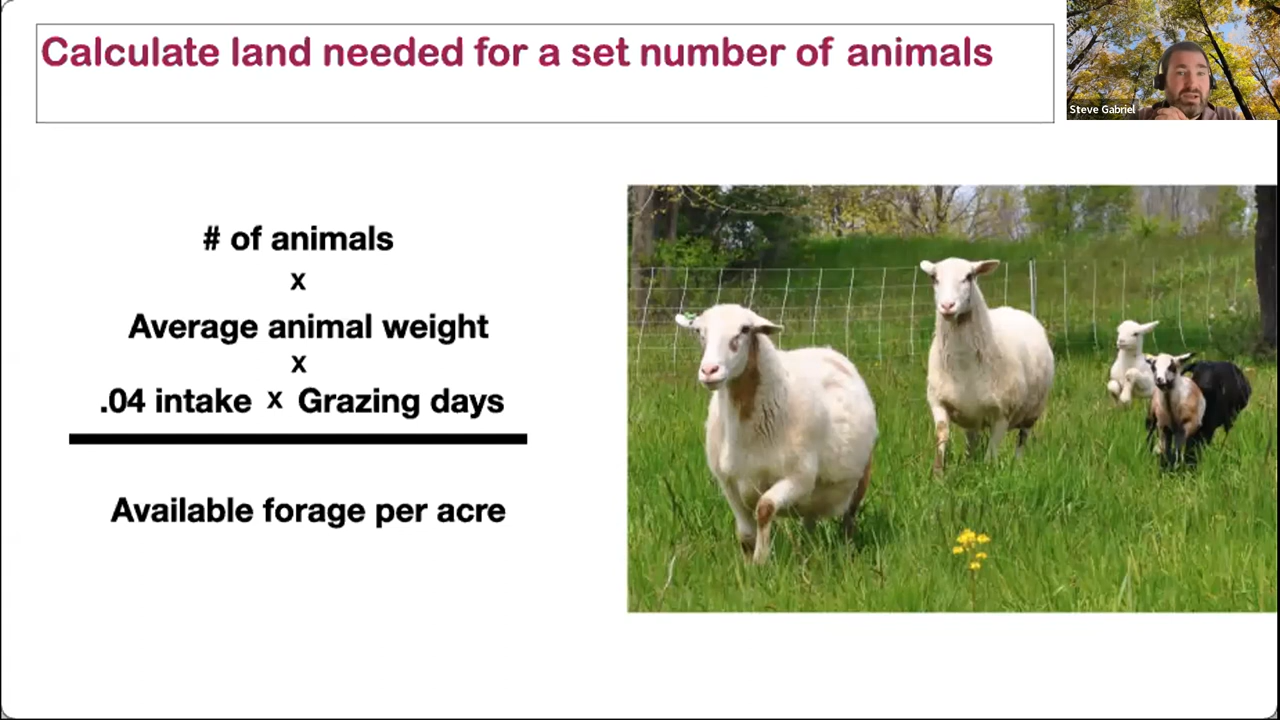 Calculate land needed for a set number of animals
Steve Gabriel
# of animals
x
Average animal weight
x
.04 intake x Grazing days
Available forage per acre